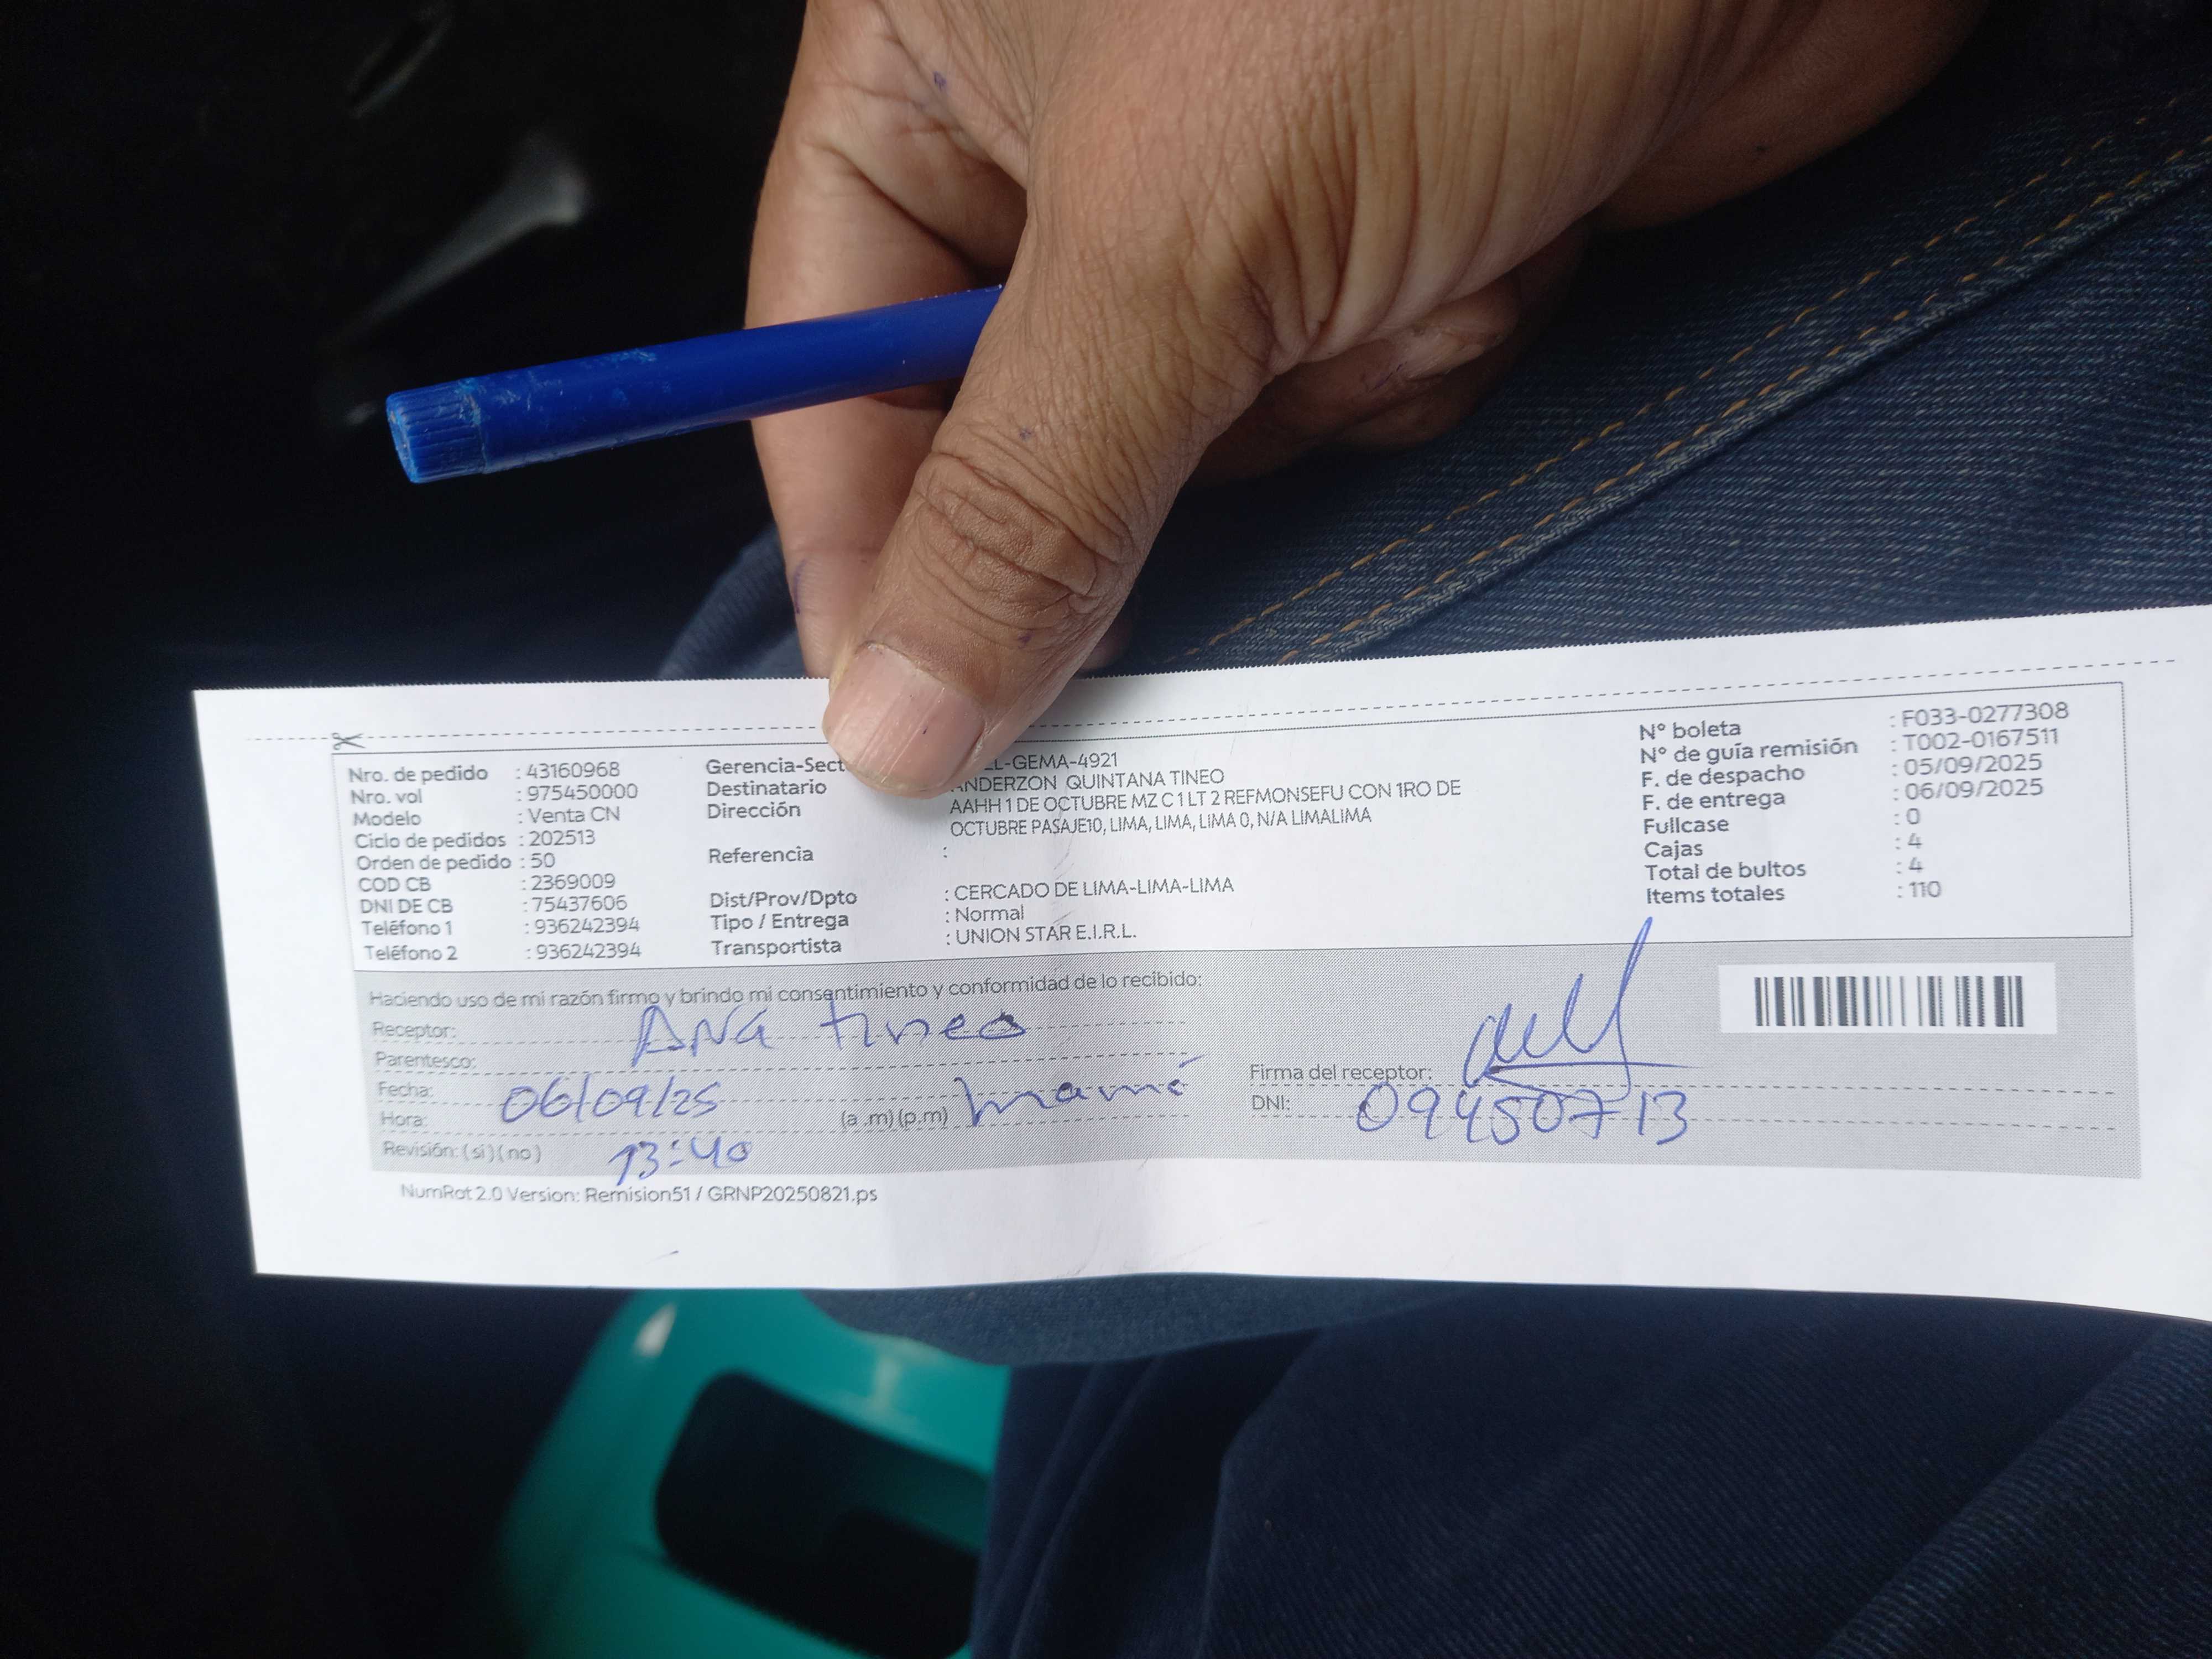 Nro. de pedido : 43160968
Nro. vol : 975450000
Modelo : Venta CN
Ciclo de pedidos : 202513
Orden de pedido : 50
COD CB : 2369009
DNI DE CB : 75437606
Teléfono 1 : 936242394
Teléfono 2 : 936242394
Gerencia-Sect L-GEMA-4921
Destinatario ANDERZON QUINTANA TINEO
Dirección AAHH 1 DE OCTUBRE MZ C 1 LT 2 REFMONSEFU CON 1RO DE
OCTUBRE PASAJE10, LIMA, LIMA, LIMA 0, N/A LIMALIMA
Referencia :
Dist/Prov/Dpto : CERCADO DE LIMA-LIMA-LIMA
Tipo / Entrega : Normal
Transportista : UNION STAR E.I.R.L.
N° boleta : F033-0277308
N° de guía remisión : T002-0167511
F. de despacho : 05/09/2025
F. de entrega : 06/09/2025
Fullcase : 0
Cajas : 4
Total de bultos : 4
Items totales : 110
Haciendo uso de mi razón firmo y brindo mi consentimiento y conformidad de lo recibido:
Receptor: ANA tineo
Parentesco:
Fecha: 06/09/25
Hora: (a .m) (p.m) mamá
Revisión: (si) (no) 13:40
Firma del receptor:
DNI: 09450713
NumRot 2.0 Version: Remision51 / GRNP20250821.ps